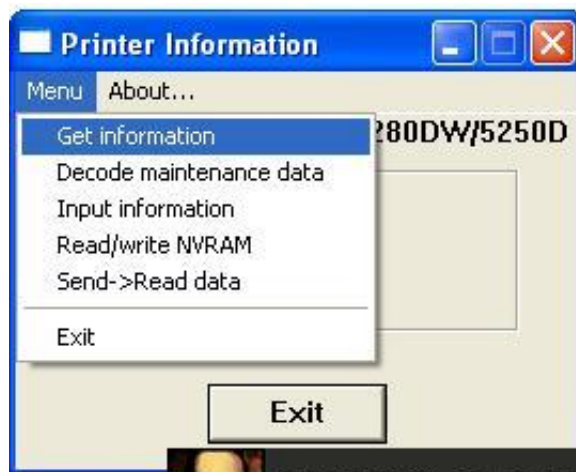 Printer Information
Menu About...
Get information
280DW/5250D
Decode maintenance data
Input information
Read/write NVRAM
Send->Read data
Exit
Exit